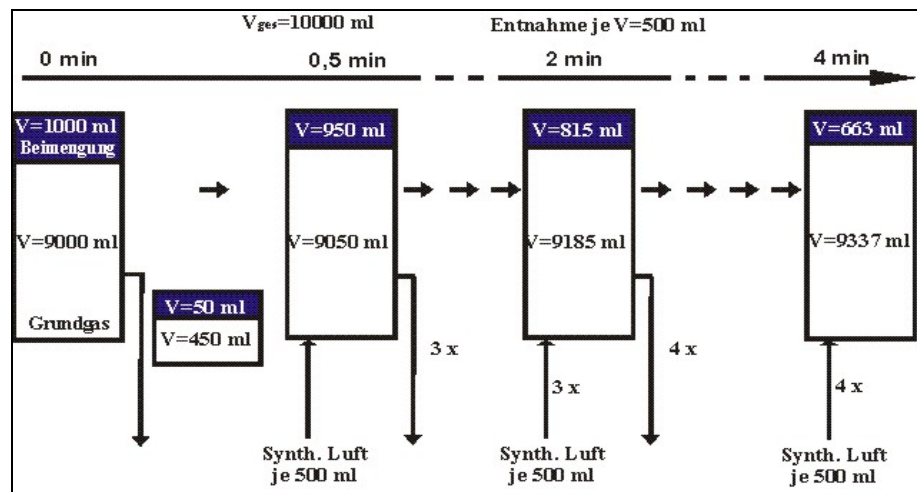 Vges=10000 ml
Entnahme je V=500 ml
0 min
0,5 min
2 min
4 min
V=1000 ml
Beimengung
V=9000 ml
Grundgas
V=50 ml
V=450 ml
V=950 ml
V=9050 ml
3 x
Synth. Luft
je 500 ml
V=815 ml
V=9185 ml
3 x
4 x
Synth. Luft
je 500 ml
V=663 ml
V=9337 ml
4 x
Synth. Luft
je 500 ml